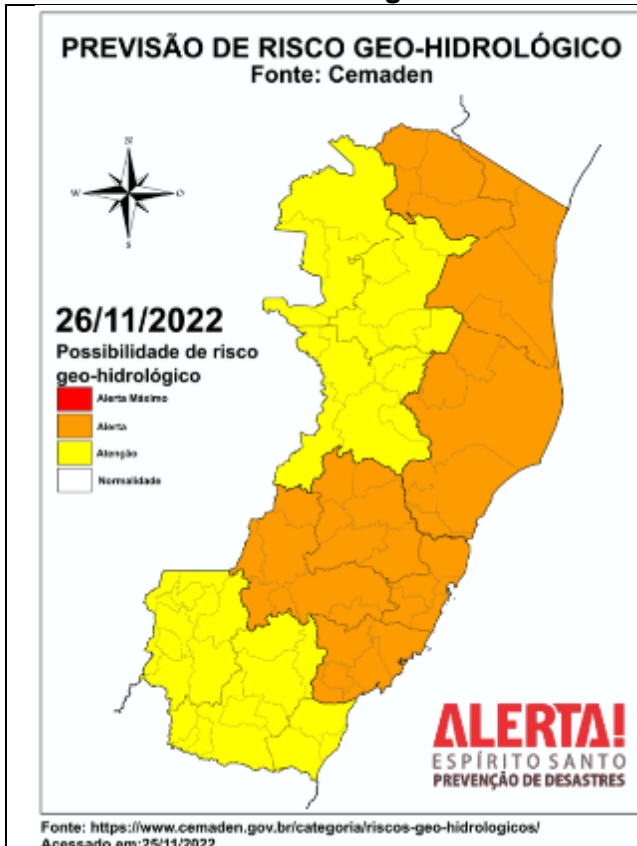 PREVISÃO DE RISCO GEO-HIDROLÓGICO
Fonte: Cemaden
N
W
O
S
26/11/2022
Possibilidade de risco
geo-hidrológico
Alerta Máximo
Alerta
Atenção
Normalidade
ALERTA!
ESPÍRITO SANTO
PREVENÇÃO DE DESASTRES
Fonte: https://www.cemaden.gov.br/categoria/riscos-geo-hidrologicos/
Acessado em:25/11/2022